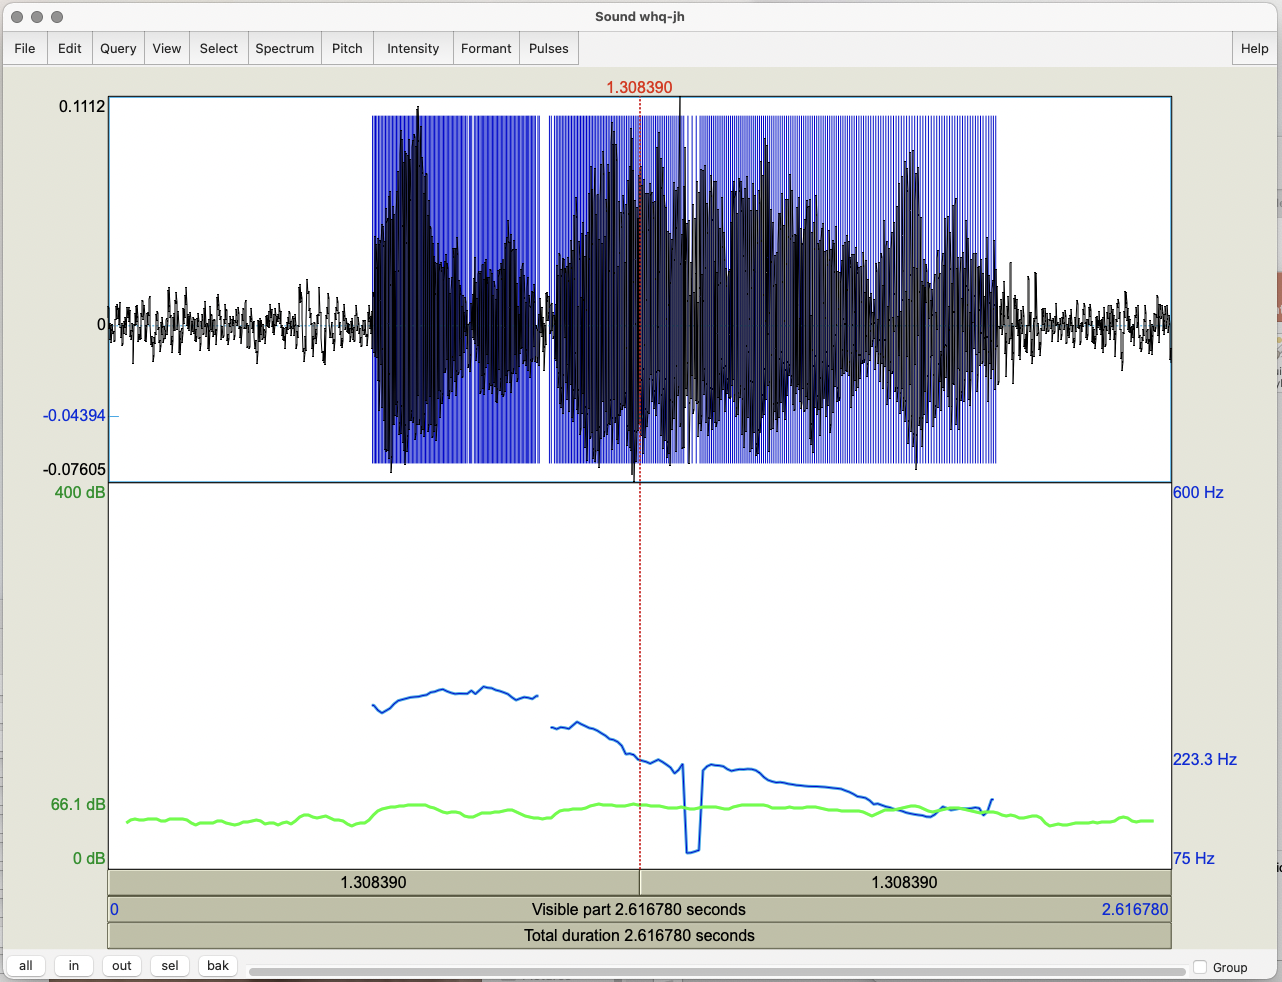 Sound whq-jh
File Edit Query View Select Spectrum Pitch Intensity Formant Pulses Help
1.308390
0.1112
0
-0.04394
-0.07605
400 dB 600 Hz
223.3 Hz
66.1 dB
0 dB 75 Hz
1.308390 1.308390
0 Visible part 2.616780 seconds 2.616780
Total duration 2.616780 seconds
all in out sel bak Group